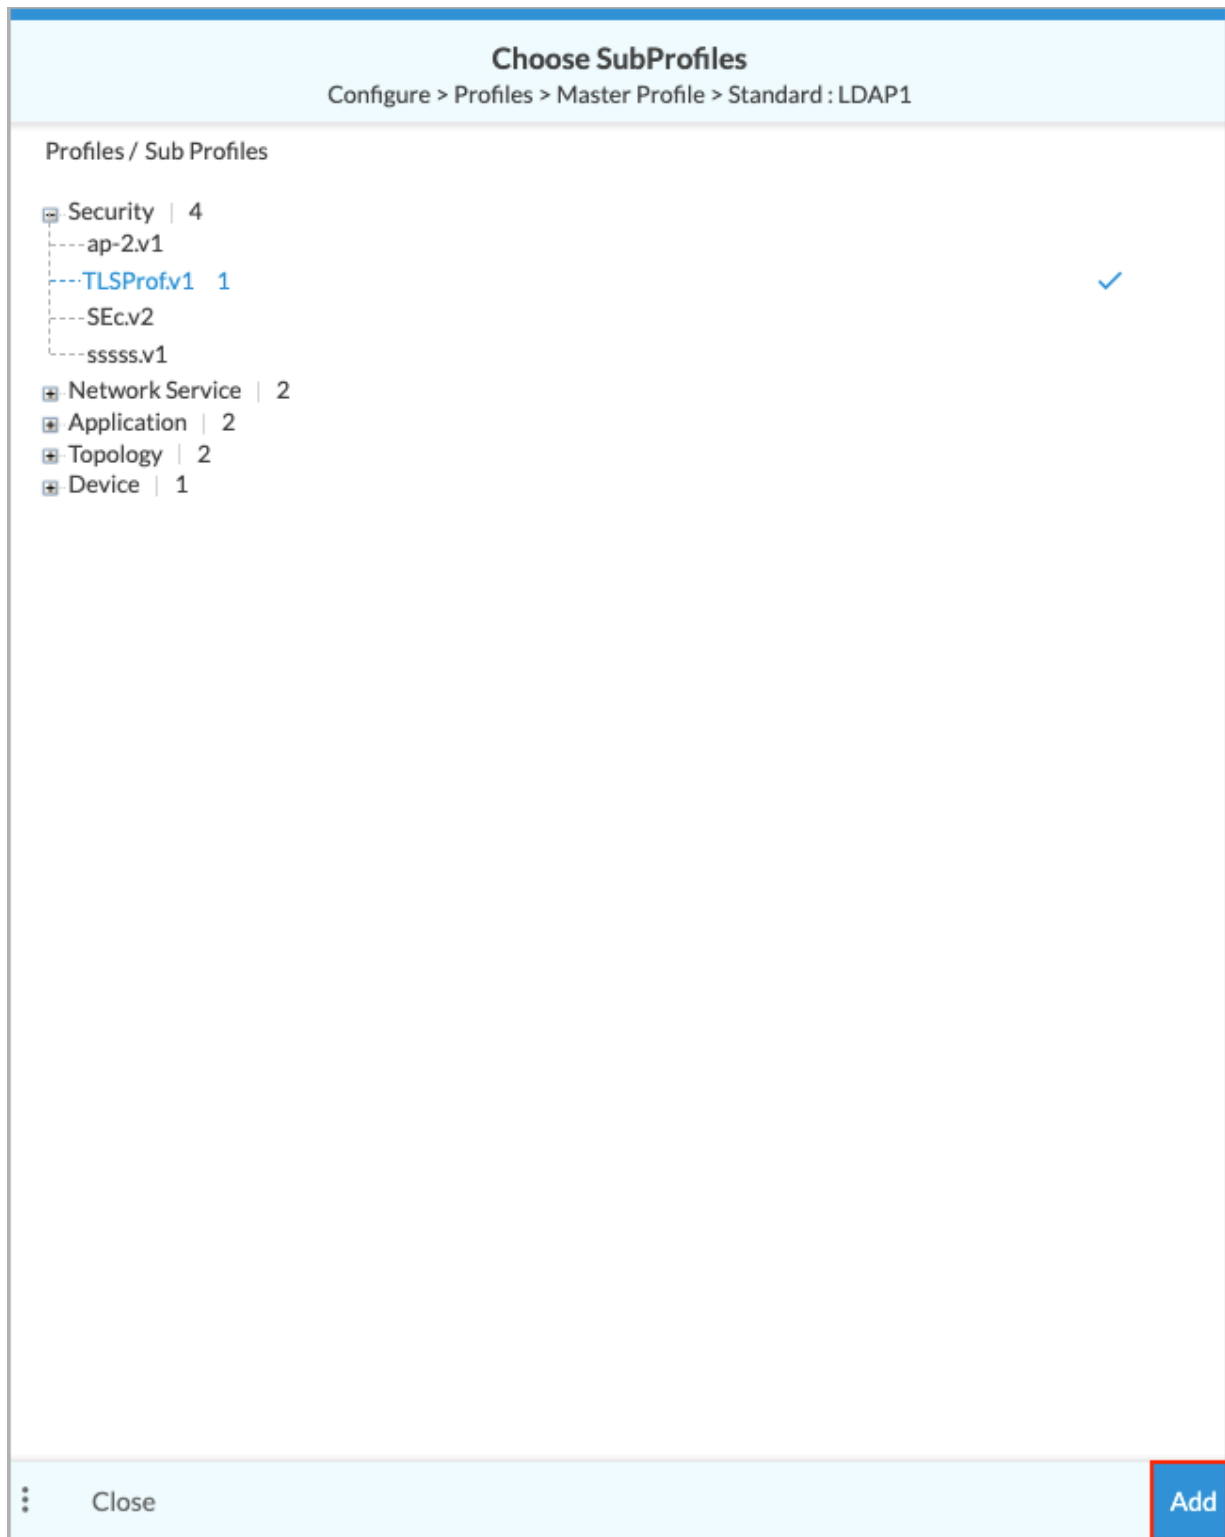 Choose SubProfiles
Configure > Profiles > Master Profile > Standard : LDAP1
Profiles / Sub Profiles
Security | 4
ap-2.v1
TLSProf.v1 1
SEc.v2
sssss.v1
Network Service | 2
Application | 2
Topology | 2
Device | 1
Close
Add